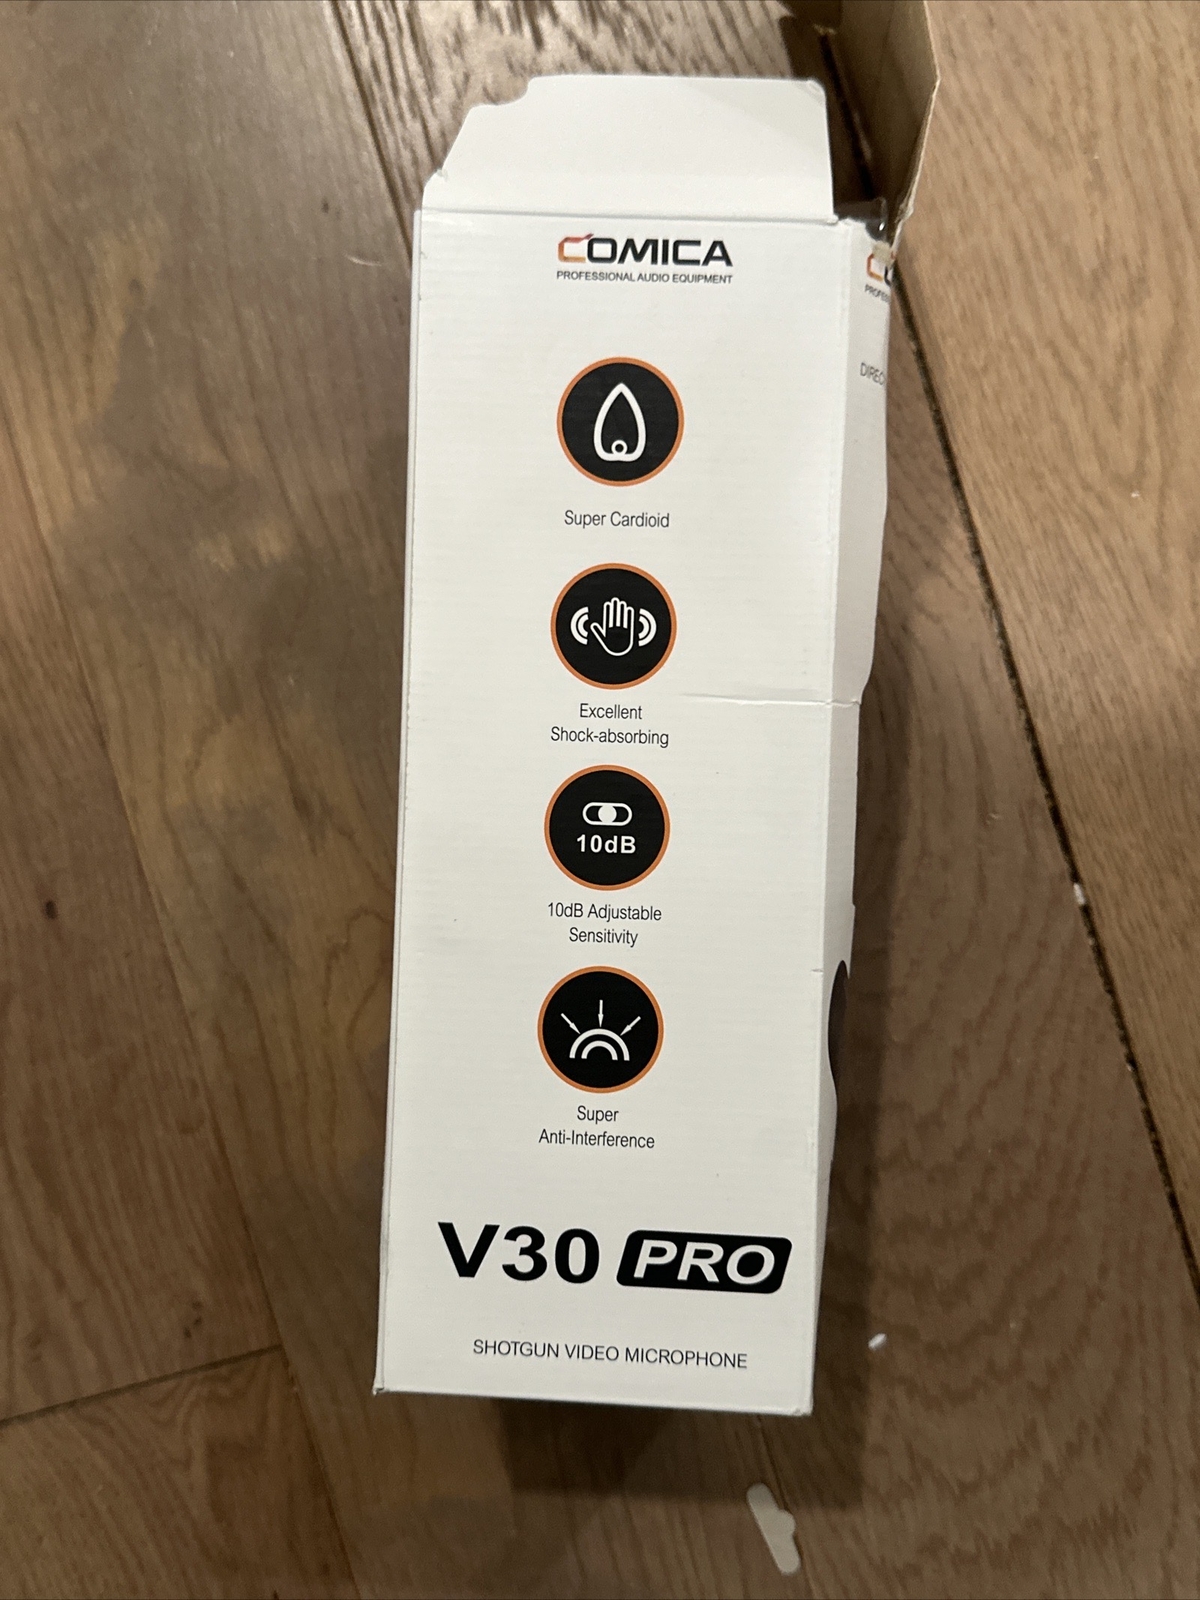 COMICA
PROFESSIONAL AUDIO EQUIPMENT
Super Cardioid
Excellent
Shock-absorbing
10dB
10dB Adjustable
Sensitivity
Super
Anti-Interference
V30 PRO
SHOTGUN VIDEO MICROPHONE